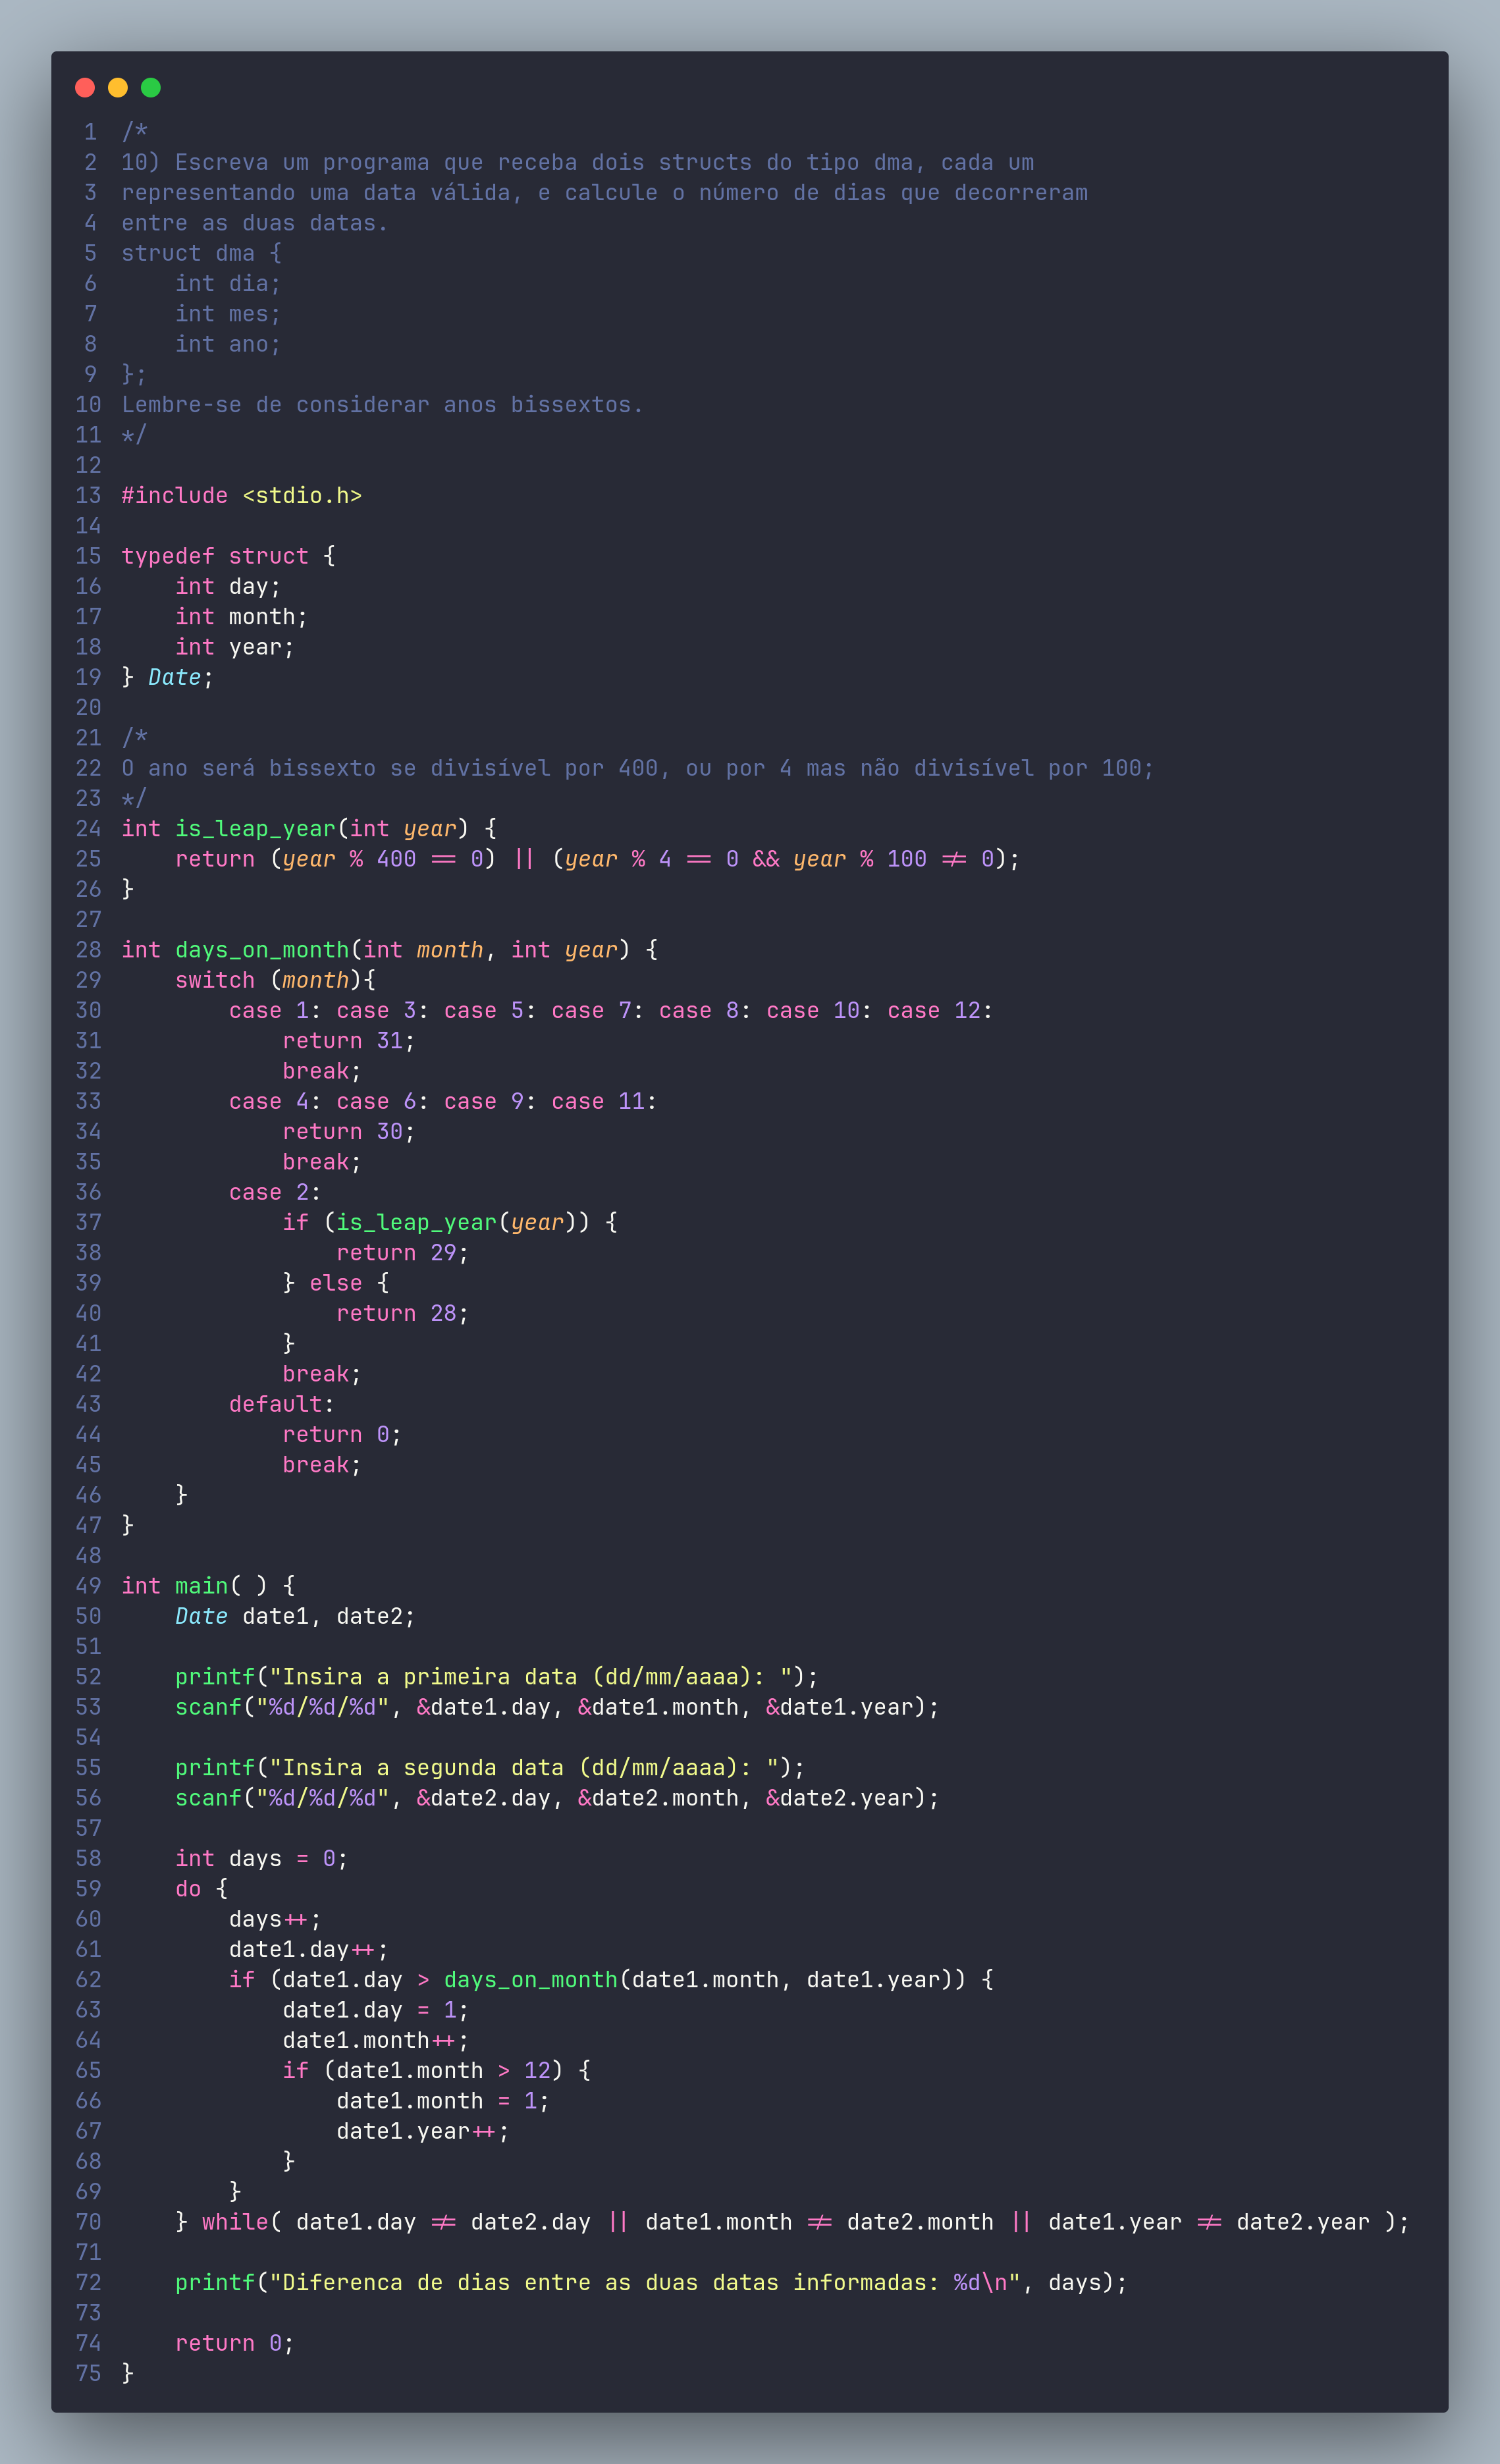 1 /*
2 10) Escreva um programa que receba dois structs do tipo dma, cada um
3 representando uma data válida, e calcule o número de dias que decorreram
4 entre as duas datas.
5 struct dma {
6     int dia;
7     int mes;
8     int ano;
9 };
10 Lembre-se de considerar anos bissextos.
11 */
12
13 #include <stdio.h>
14
15 typedef struct {
16     int day;
17     int month;
18     int year;
19 } Date;
20
21 /*
22 O ano será bissexto se divisível por 400, ou por 4 mas não divisível por 100;
23 */
24 int is_leap_year(int year) {
25     return (year % 400 == 0) || (year % 4 == 0 && year % 100 != 0);
26 }
27
28 int days_on_month(int month, int year) {
29     switch (month){
30         case 1: case 3: case 5: case 7: case 8: case 10: case 12:
31             return 31;
32             break;
33         case 4: case 6: case 9: case 11:
34             return 30;
35             break;
36         case 2:
37             if (is_leap_year(year)) {
38                 return 29;
39             } else {
40                 return 28;
41             }
42             break;
43         default:
44             return 0;
45             break;
46     }
47 }
48
49 int main( ) {
50     Date date1, date2;
51
52     printf("Insira a primeira data (dd/mm/aaaa): ");
53     scanf("%d/%d/%d", &date1.day, &date1.month, &date1.year);
54
55     printf("Insira a segunda data (dd/mm/aaaa): ");
56     scanf("%d/%d/%d", &date2.day, &date2.month, &date2.year);
57
58     int days = 0;
59     do {
60         days++;
61         date1.day++;
62         if (date1.day > days_on_month(date1.month, date1.year)) {
63             date1.day = 1;
64             date1.month++;
65             if (date1.month > 12) {
66                 date1.month = 1;
67                 date1.year++;
68             }
69         }
70     } while( date1.day != date2.day || date1.month != date2.month || date1.year != date2.year );
71
72     printf("Diferenca de dias entre as duas datas informadas: %d\n", days);
73
74     return 0;
75 }